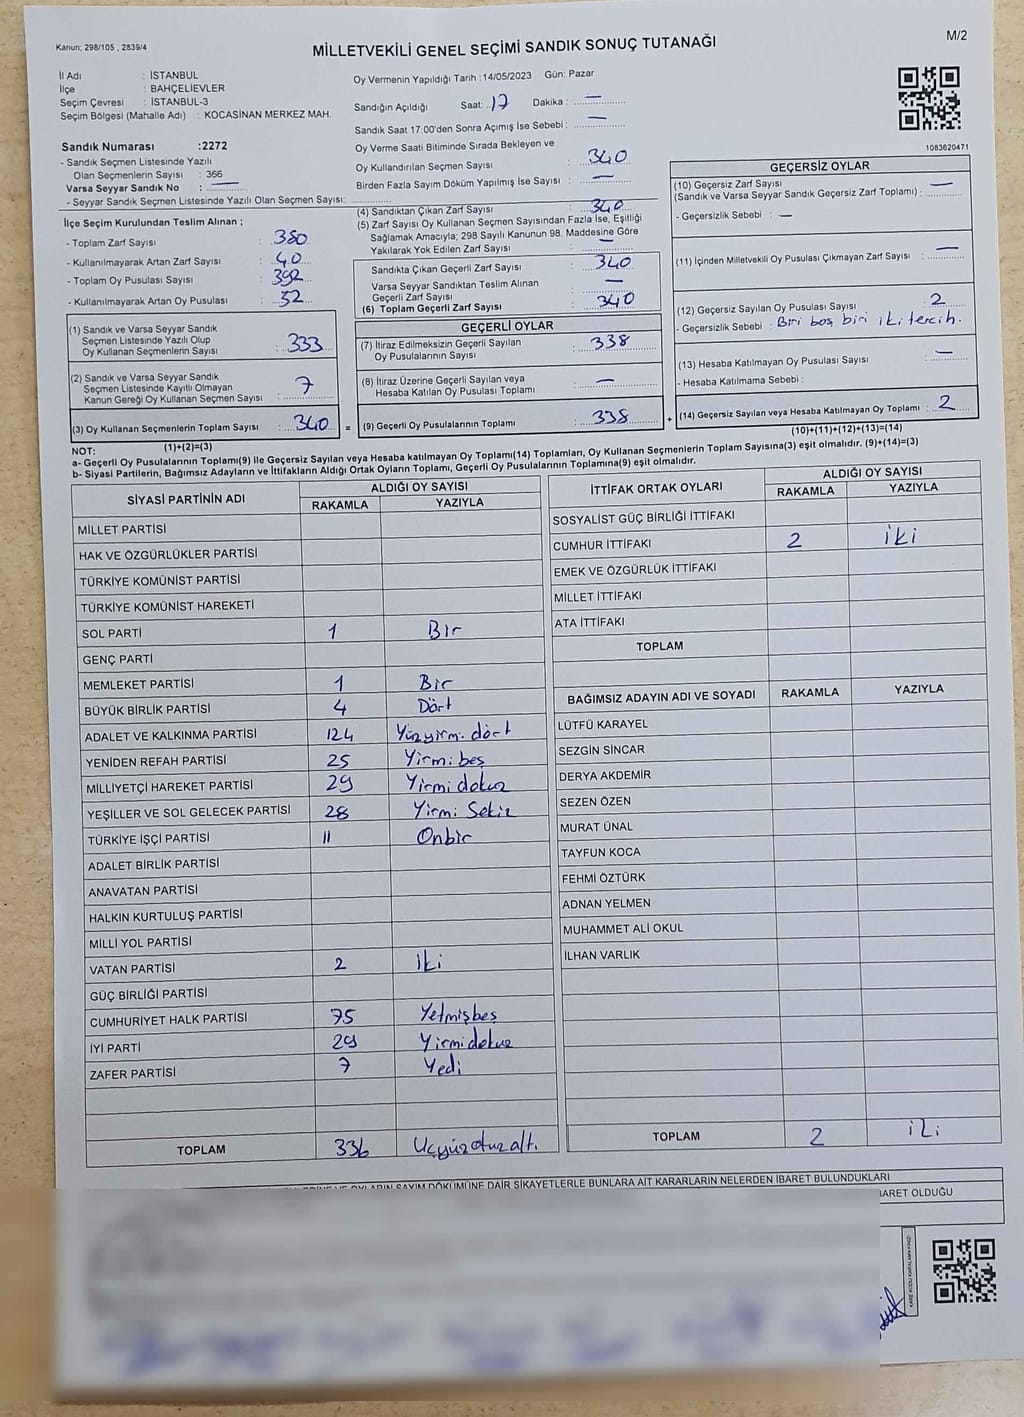 Kanun; 298/105 , 2839/4
MİLLETVEKİLİ GENEL SEÇİMİ SANDIK SONUÇ TUTANAĞI
M/2
İl Adı : İSTANBUL
İlçe : BAHÇELİEVLER
Seçim Çevresi : İSTANBUL-3
Seçim Bölgesi (Mahalle Adı) : KOCASİNAN MERKEZ MAH.
Sandık Numarası :2272
- Sandık Seçmen Listesinde Yazılı
Olan Seçmenlerin Sayısı : 366
Varsa Seyyar Sandık No : —
- Seyyar Sandık Seçmen Listesinde Yazılı Olan Seçmen Sayısı:
Oy Vermenin Yapıldığı Tarih :14/05/2023 Gün: Pazar
Sandığın Açıldığı Saat: 17 Dakika : —
Sandık Saat 17:00'den Sonra Açımış İse Sebebi : —
Oy Verme Saati Bitiminde Sırada Bekleyen ve
Oy Kullandırılan Seçmen Sayısı : 340
Birden Fazla Sayım Döküm Yapılmış İse Sayısı : —
1083620471
İlçe Seçim Kurulundan Teslim Alınan ;
- Toplam Zarf Sayısı : 380
- Kullanılmayarak Artan Zarf Sayısı : 40
- Toplam Oy Pusulası Sayısı : 392
- Kullanılmayarak Artan Oy Pusulası : 52
(1) Sandık ve Varsa Seyyar Sandık
Seçmen Listesinde Yazılı Olup
Oy Kullanan Seçmenlerin Sayısı : 333
(2) Sandık ve Varsa Seyyar Sandık
Seçmen Listesinde Kayıtlı Olmayan
Kanun Gereği Oy Kullanan Seçmen Sayısı : 7
(3) Oy Kullanan Seçmenlerin Toplam Sayısı : 340 =
(1)+(2)=(3)
(4) Sandıktan Çıkan Zarf Sayısı : 340
(5) Zarf Sayısı Oy Kullanan Seçmen Sayısından Fazla İse, Eşitliği
Sağlamak Amacıyla; 298 Sayılı Kanunun 98. Maddesine Göre
Yakılarak Yok Edilen Zarf Sayısı : —
Sandıkta Çıkan Geçerli Zarf Sayısı : 340
Varsa Seyyar Sandıktan Teslim Alınan
Geçerli Zarf Sayısı : —
(6) Toplam Geçerli Zarf Sayısı : 340
GEÇERLİ OYLAR
(7) İtiraz Edilmeksizin Geçerli Sayılan
Oy Pusulalarının Sayısı : 338
(8) İtiraz Üzerine Geçerli Sayılan veya
Hesaba Katılan Oy Pusulası Toplamı : —
(9) Geçerli Oy Pusulalarının Toplamı : 338 +
GEÇERSİZ OYLAR
(10) Geçersiz Zarf Sayısı —
(Sandık ve Varsa Seyyar Sandık Geçersiz Zarf Toplamı) :
- Geçersizlik Sebebi : —
(11) İçinden Milletvekili Oy Pusulası Çıkmayan Zarf Sayısı : —
(12) Geçersiz Sayılan Oy Pusulası Sayısı : 2
- Geçersizlik Sebebi : Biri boş biri iki tercih.
(13) Hesaba Katılmayan Oy Pusulası Sayısı : —
- Hesaba Katılmama Sebebi :
(14) Geçersiz Sayılan veya Hesaba Katılmayan Oy Toplamı : 2
(10)+(11)+(12)+(13)=(14)
NOT:
a- Geçerli Oy Pusulalarının Toplamı(9) ile Geçersiz Sayılan veya Hesaba katılmayan Oy Toplamı(14) Toplamları, Oy Kullanan Seçmenlerin Toplam Sayısına(3) eşit olmalıdır. (9)+(14)=(3)
b- Siyasi Partilerin, Bağımsız Adayların ve İttifakların Aldığı Ortak Oyların Toplamı, Geçerli Oy Pusulalarının Toplamına(9) eşit olmalıdır.
SİYASİ PARTİNİN ADI ALDIĞI OY SAYISI
RAKAMLA YAZIYLA
MİLLET PARTİSİ
HAK VE ÖZGÜRLÜKLER PARTİSİ
TÜRKİYE KOMÜNİST PARTİSİ
TÜRKİYE KOMÜNİST HAREKETİ
SOL PARTİ 1 Bir
GENÇ PARTİ
MEMLEKET PARTİSİ 1 Bir
BÜYÜK BİRLİK PARTİSİ 4 Dört
ADALET VE KALKINMA PARTİSİ 124 Yüzyirmi dört
YENİDEN REFAH PARTİSİ 25 Yirmi beş
MİLLİYETÇİ HAREKET PARTİSİ 29 Yirmi dokuz
YEŞİLLER VE SOL GELECEK PARTİSİ 28 Yirmi Sekiz
TÜRKİYE İŞÇİ PARTİSİ 11 Onbir
ADALET BİRLİK PARTİSİ
ANAVATAN PARTİSİ
HALKIN KURTULUŞ PARTİSİ
MİLLİ YOL PARTİSİ
VATAN PARTİSİ 2 İki
GÜÇ BİRLİĞİ PARTİSİ
CUMHURİYET HALK PARTİSİ 75 Yetmişbeş
İYİ PARTİ 29 Yirmidokuz
ZAFER PARTİSİ 7 Yedi
TOPLAM 336 Üçyüzotuzaltı
İTTİFAK ORTAK OYLARI ALDIĞI OY SAYISI
RAKAMLA YAZIYLA
SOSYALİST GÜÇ BİRLİĞİ İTTİFAKI
CUMHUR İTTİFAKI 2 iki
EMEK VE ÖZGÜRLÜK İTTİFAKI
MİLLET İTTİFAKI
ATA İTTİFAKI
TOPLAM
BAĞIMSIZ ADAYIN ADI VE SOYADI RAKAMLA YAZIYLA
LÜTFÜ KARAYEL
SEZGİN SİNCAR
DERYA AKDEMİR
SEZEN ÖZEN
MURAT ÜNAL
TAYFUN KOCA
FEHMİ ÖZTÜRK
ADNAN YELMEN
MUHAMMET ALİ OKUL
İLHAN VARLIK
TOPLAM 2 iki
OYLARIN SAYIM DÖKÜMÜNE DAİR ŞİKAYETLERLE BUNLARA AİT KARARLARIN NELERDEN İBARET BULUNDUKLARI
OLDUĞU